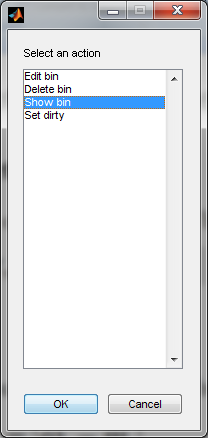 Select an action
Edit bin
Delete bin
Show bin
Set dirty
OK
Cancel